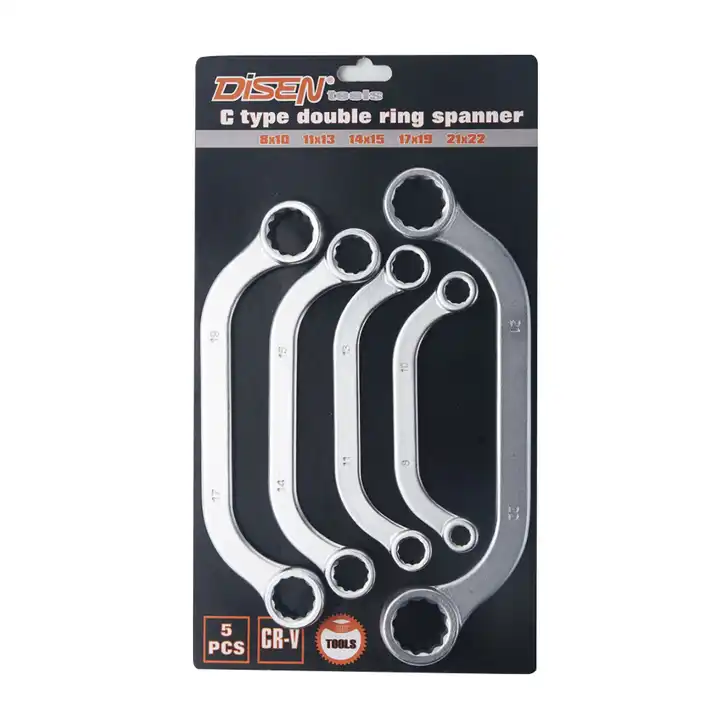 DiSEN®
tools
C type double ring spanner
8x10 11x13 14x15 17x19 21x22
19
15
13
10
21
17
14
11
8
22
5
PCS
CR-V
TOOLS